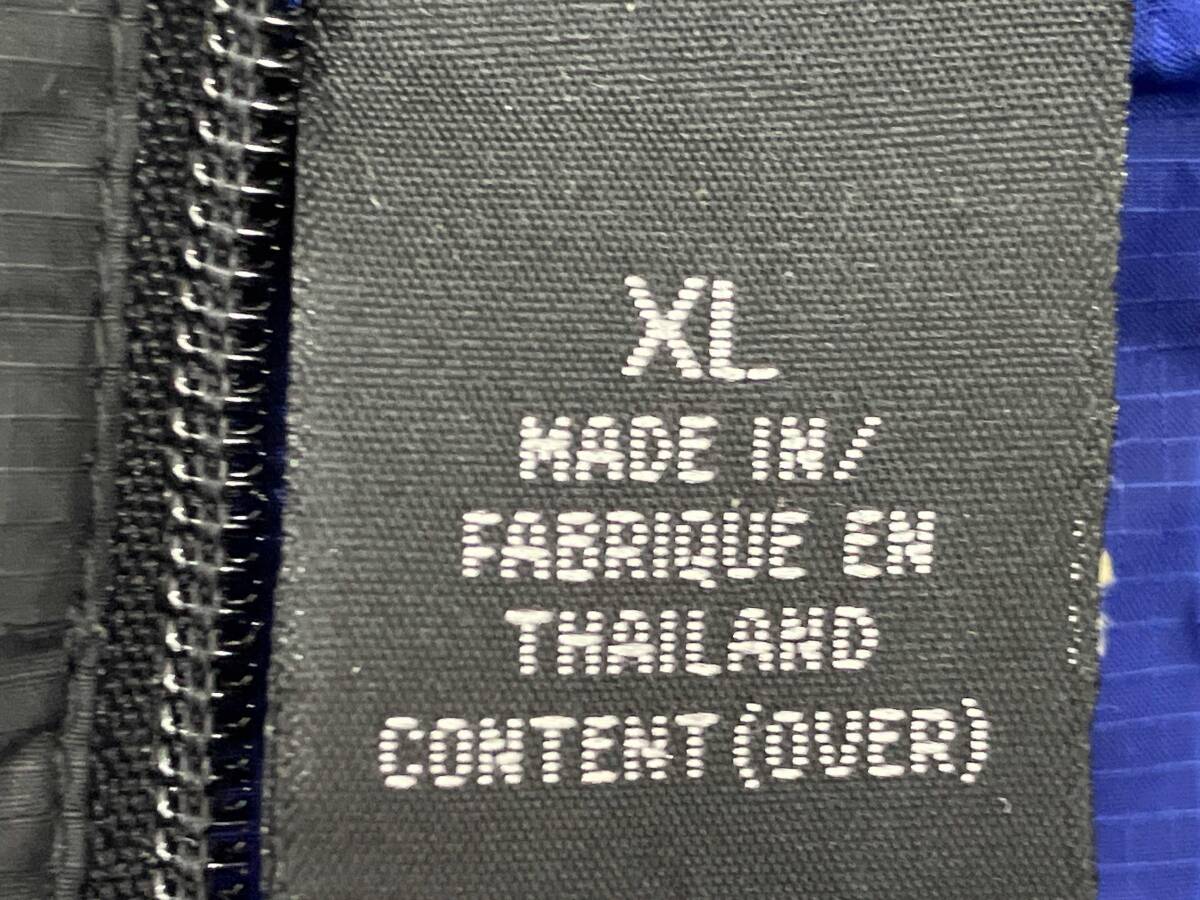 XL
MADE IN/
FABRIQUE EN
THAILAND
CONTENT (OVER)